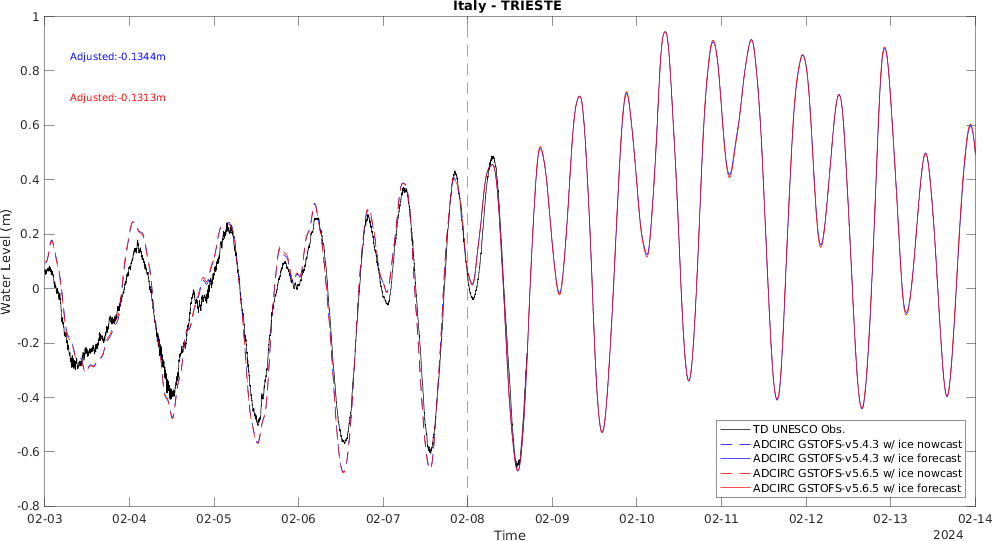 Italy - TRIESTE
Adjusted:-0.1344m
Adjusted:-0.1313m
Water Level (m)
1
0.8
0.6
0.4
0.2
0
-0.2
-0.4
-0.6
-0.8
TD UNESCO Obs.
ADCIRC GSTOFS-v5.4.3 w/ ice nowcast
ADCIRC GSTOFS-v5.4.3 w/ ice forecast
ADCIRC GSTOFS-v5.6.5 w/ ice nowcast
ADCIRC GSTOFS-v5.6.5 w/ ice forecast
02-03 02-04 02-05 02-06 02-07 02-08 02-09 02-10 02-11 02-12 02-13 02-14
Time
2024